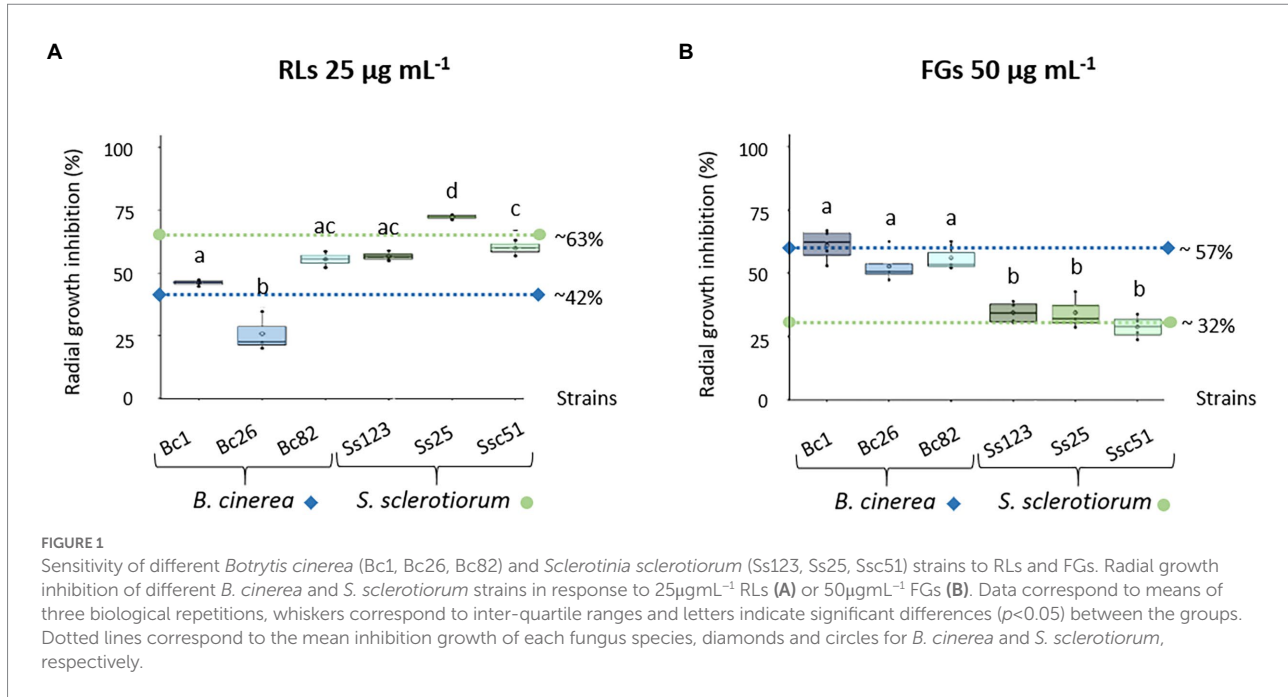 A
RLs 25 µg mL⁻¹
Radial growth inhibition (%)
100
75
50
25
0
a
b
ac
ac
d
c
~63%
~42%
Strains
Bc1
Bc26
Bc82
Ss123
Ss25
Ssc51
B. cinerea
S. sclerotiorum
B
FGs 50 µg mL⁻¹
Radial growth inhibition (%)
100
75
50
25
0
a
a
a
b
b
b
~ 57%
~ 32%
Strains
Bc1
Bc26
Bc82
Ss123
Ss25
Ssc51
B. cinerea
S. sclerotiorum
FIGURE 1
Sensitivity of different Botrytis cinerea (Bc1, Bc26, Bc82) and Sclerotinia sclerotiorum (Ss123, Ss25, Ssc51) strains to RLs and FGs. Radial growth
inhibition of different B. cinerea and S. sclerotiorum strains in response to 25µgmL⁻¹ RLs (A) or 50µgmL⁻¹ FGs (B). Data correspond to means of
three biological repetitions, whiskers correspond to inter-quartile ranges and letters indicate significant differences (p<0.05) between the groups.
Dotted lines correspond to the mean inhibition growth of each fungus species, diamonds and circles for B. cinerea and S. sclerotiorum,
respectively.